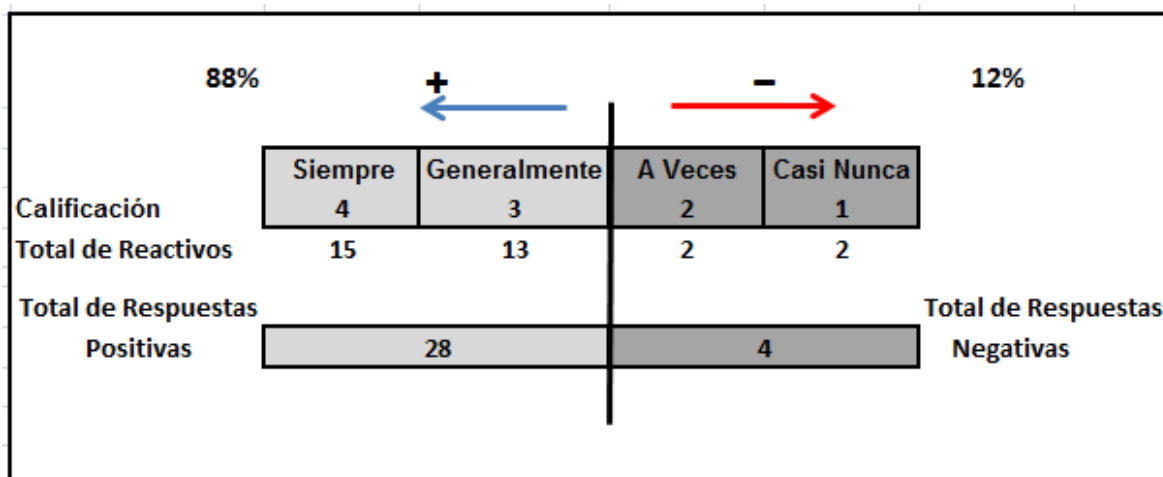 88% + – 12%
Siempre Generalmente A Veces Casi Nunca
Calificación 4 3 2 1
Total de Reactivos 15 13 2 2
Total de Respuestas Total de Respuestas
Positivas 28 4 Negativas